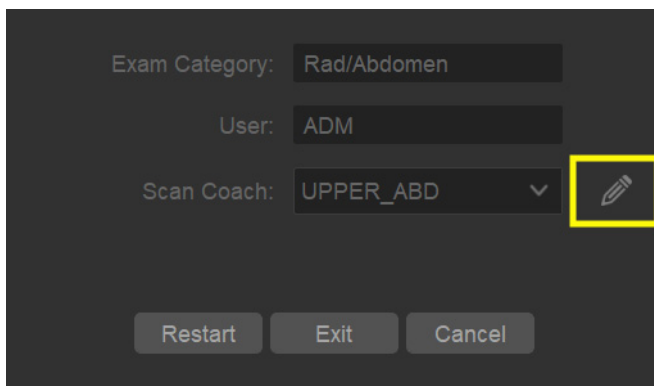 Exam Category: Rad/Abdomen
User: ADM
Scan Coach: UPPER_ABD
Restart Exit Cancel